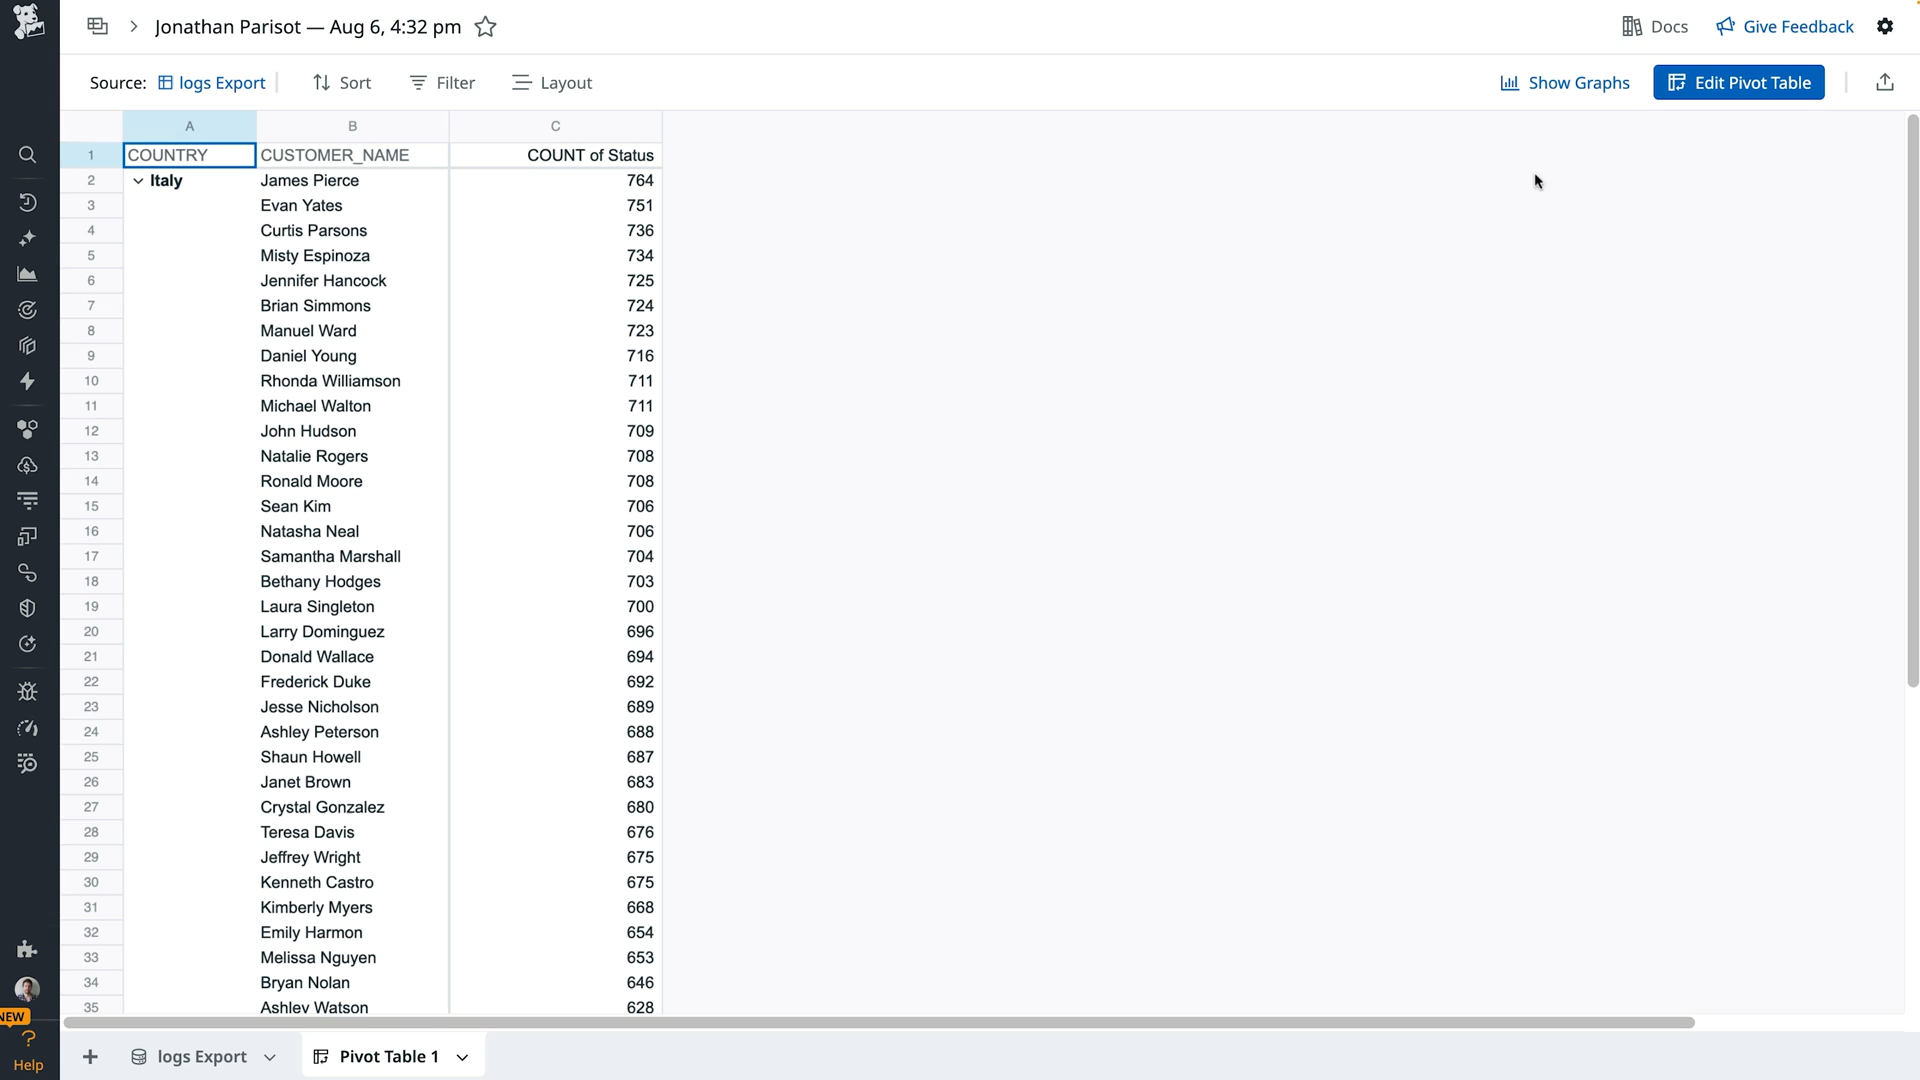 Jonathan Parisot — Aug 6, 4:32 pm
Docs
Give Feedback
Source: logs Export
Sort
Filter
Layout
Show Graphs
Edit Pivot Table
A B C
1 COUNTRY CUSTOMER_NAME COUNT of Status
2 Italy James Pierce 764
3 Evan Yates 751
4 Curtis Parsons 736
5 Misty Espinoza 734
6 Jennifer Hancock 725
7 Brian Simmons 724
8 Manuel Ward 723
9 Daniel Young 716
10 Rhonda Williamson 711
11 Michael Walton 711
12 John Hudson 709
13 Natalie Rogers 708
14 Ronald Moore 708
15 Sean Kim 706
16 Natasha Neal 706
17 Samantha Marshall 704
18 Bethany Hodges 703
19 Laura Singleton 700
20 Larry Dominguez 696
21 Donald Wallace 694
22 Frederick Duke 692
23 Jesse Nicholson 689
24 Ashley Peterson 688
25 Shaun Howell 687
26 Janet Brown 683
27 Crystal Gonzalez 680
28 Teresa Davis 676
29 Jeffrey Wright 675
30 Kenneth Castro 675
31 Kimberly Myers 668
32 Emily Harmon 654
33 Melissa Nguyen 653
34 Bryan Nolan 646
35 Ashley Watson 628
NEW
Help
logs Export
Pivot Table 1